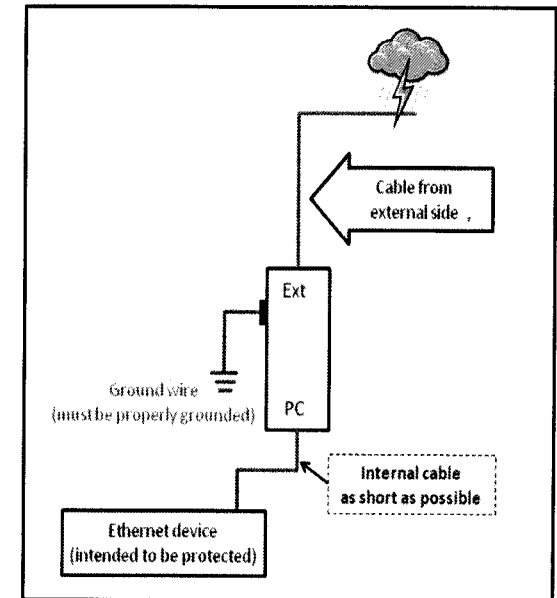 Cable from
external side ,
Ext
Ground wire
(must be properly grounded)
PC
Internal cable
as short as possible
Ethernet device
(intended to be protected)